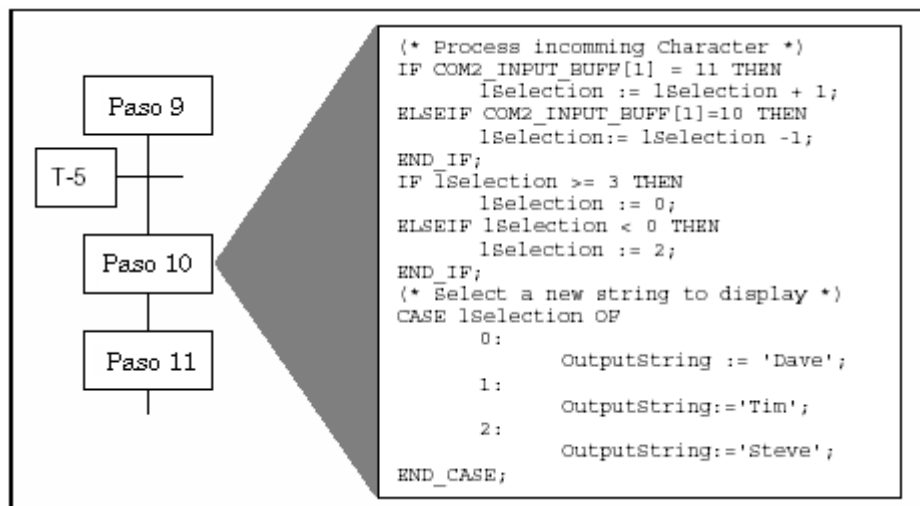 Paso 9
T-5
Paso 10
Paso 11
(* Process incomming Character *)
IF COM2_INPUT_BUFF[1] = 11 THEN
lSelection := lSelection + 1;
ELSEIF COM2_INPUT_BUFF[1]=10 THEN
lSelection:= lSelection -1;
END_IF;
IF lSelection >= 3 THEN
lSelection := 0;
ELSEIF lSelection < 0 THEN
lSelection := 2;
END_IF;
(* Select a new string to display *)
CASE lSelection OF
0:
OutputString := 'Dave';
1:
OutputString:='Tim';
2:
OutputString:='Steve';
END_CASE;